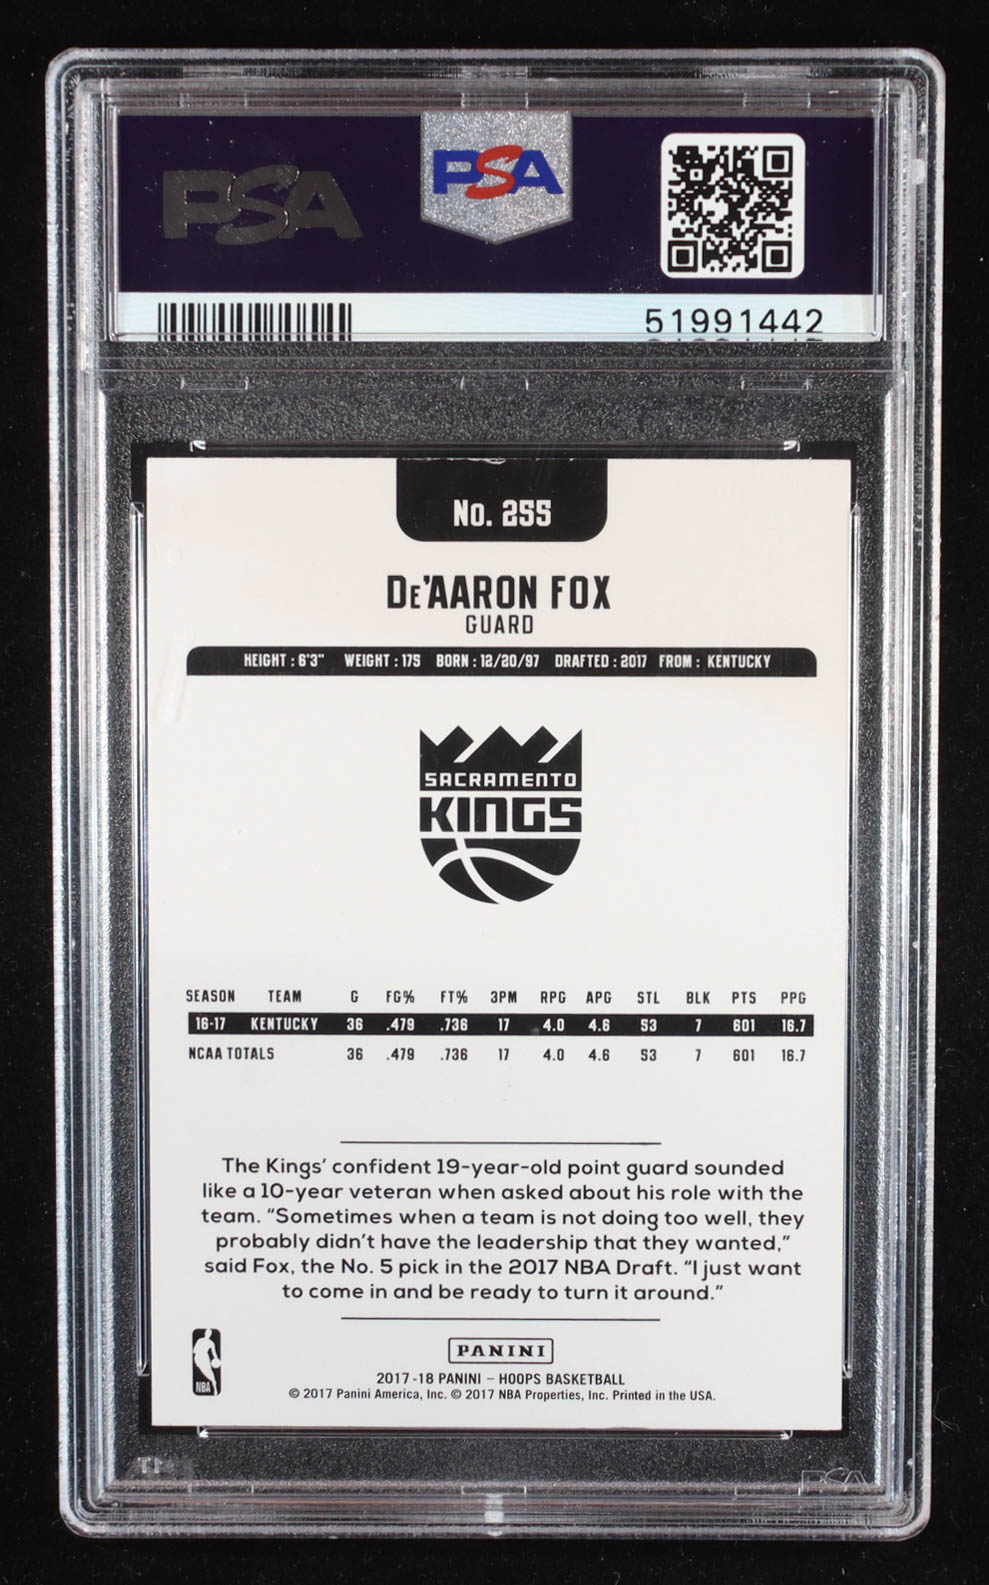 PSA
PSA
51991442
No. 255
DE'AARON FOX
GUARD
HEIGHT : 6'3" WEIGHT : 175 BORN : 12/20/97 DRAFTED : 2017 FROM : KENTUCKY
SACRAMENTO
KINGS
SEASON TEAM G FG% FT% 3PM RPG APG STL BLK PTS PPG
16-17 KENTUCKY 36 .479 .736 17 4.0 4.6 53 7 601 16.7
NCAA TOTALS 36 .479 .736 17 4.0 4.6 53 7 601 16.7
The Kings' confident 19-year-old point guard sounded
like a 10-year veteran when asked about his role with the
team. "Sometimes when a team is not doing too well, they
probably didn't have the leadership that they wanted,"
said Fox, the No. 5 pick in the 2017 NBA Draft. "I just want
to come in and be ready to turn it around."
PANINI
NBA
2017-18 PANINI – HOOPS BASKETBALL
© 2017 Panini America, Inc. © 2017 NBA Properties, Inc. Printed in the USA.
PSA